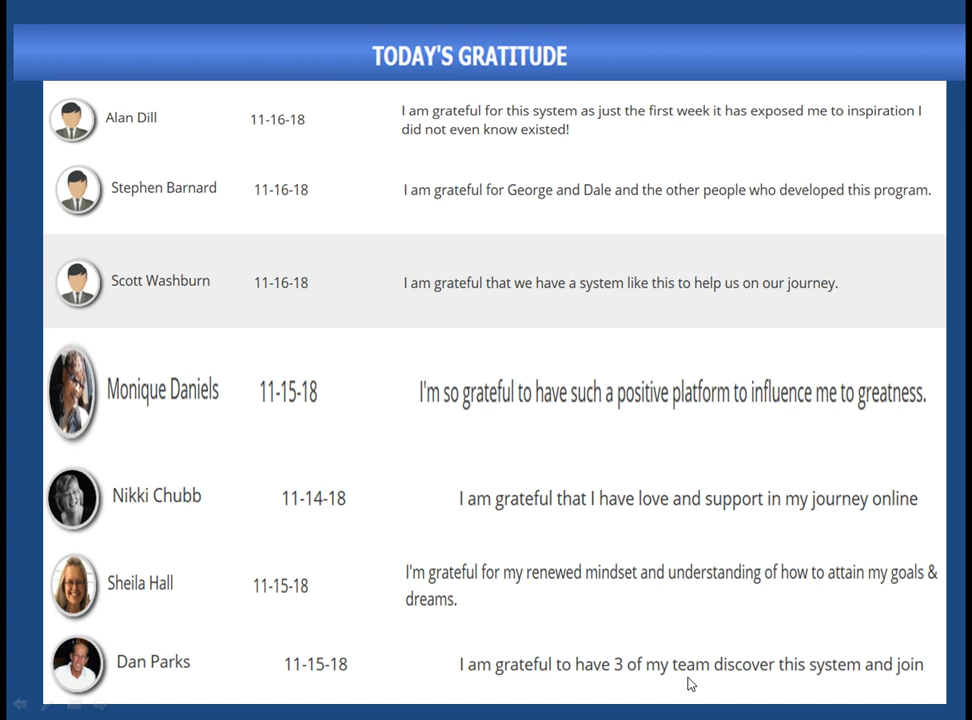 TODAY'S GRATITUDE
Alan Dill 11-16-18 I am grateful for this system as just the first week it has exposed me to inspiration I
did not even know existed!
Stephen Barnard 11-16-18 I am grateful for George and Dale and the other people who developed this program.
Scott Washburn 11-16-18 I am grateful that we have a system like this to help us on our journey.
Monique Daniels 11-15-18 I'm so grateful to have such a positive platform to influence me to greatness.
Nikki Chubb 11-14-18 I am grateful that I have love and support in my journey online
Sheila Hall 11-15-18 I'm grateful for my renewed mindset and understanding of how to attain my goals &
dreams.
Dan Parks 11-15-18 I am grateful to have 3 of my team discover this system and join